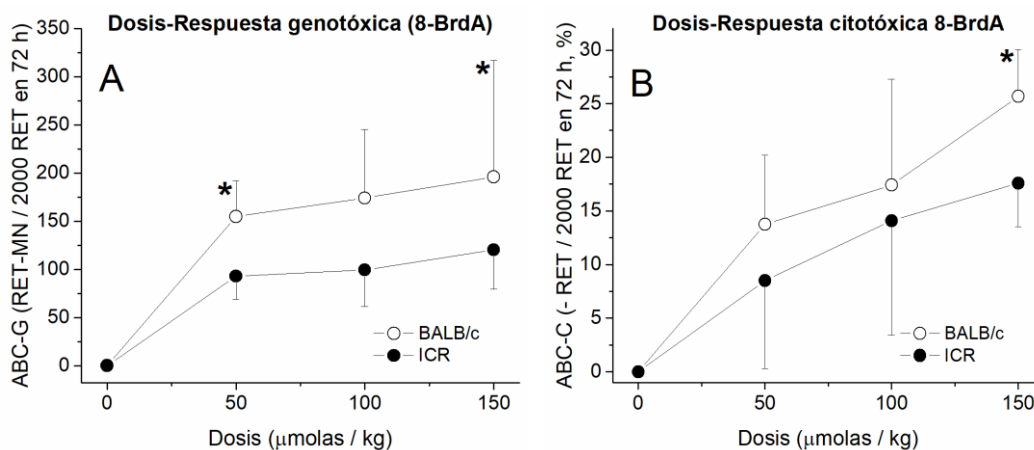 Dosis-Respuesta genotóxica (8-BrdA)
A
*
*
350
300
250
200
150
100
50
0
ABC-G (RET-MN / 2000 RET en 72 h)
BALB/c
ICR
0 50 100 150
Dosis (μmolas / kg)
Dosis-Respuesta citotóxica 8-BrdA
B
*
30
25
20
15
10
5
0
ABC-C (- RET / 2000 RET en 72 h, %)
BALB/c
ICR
0 50 100 150
Dosis (μmolas / kg)